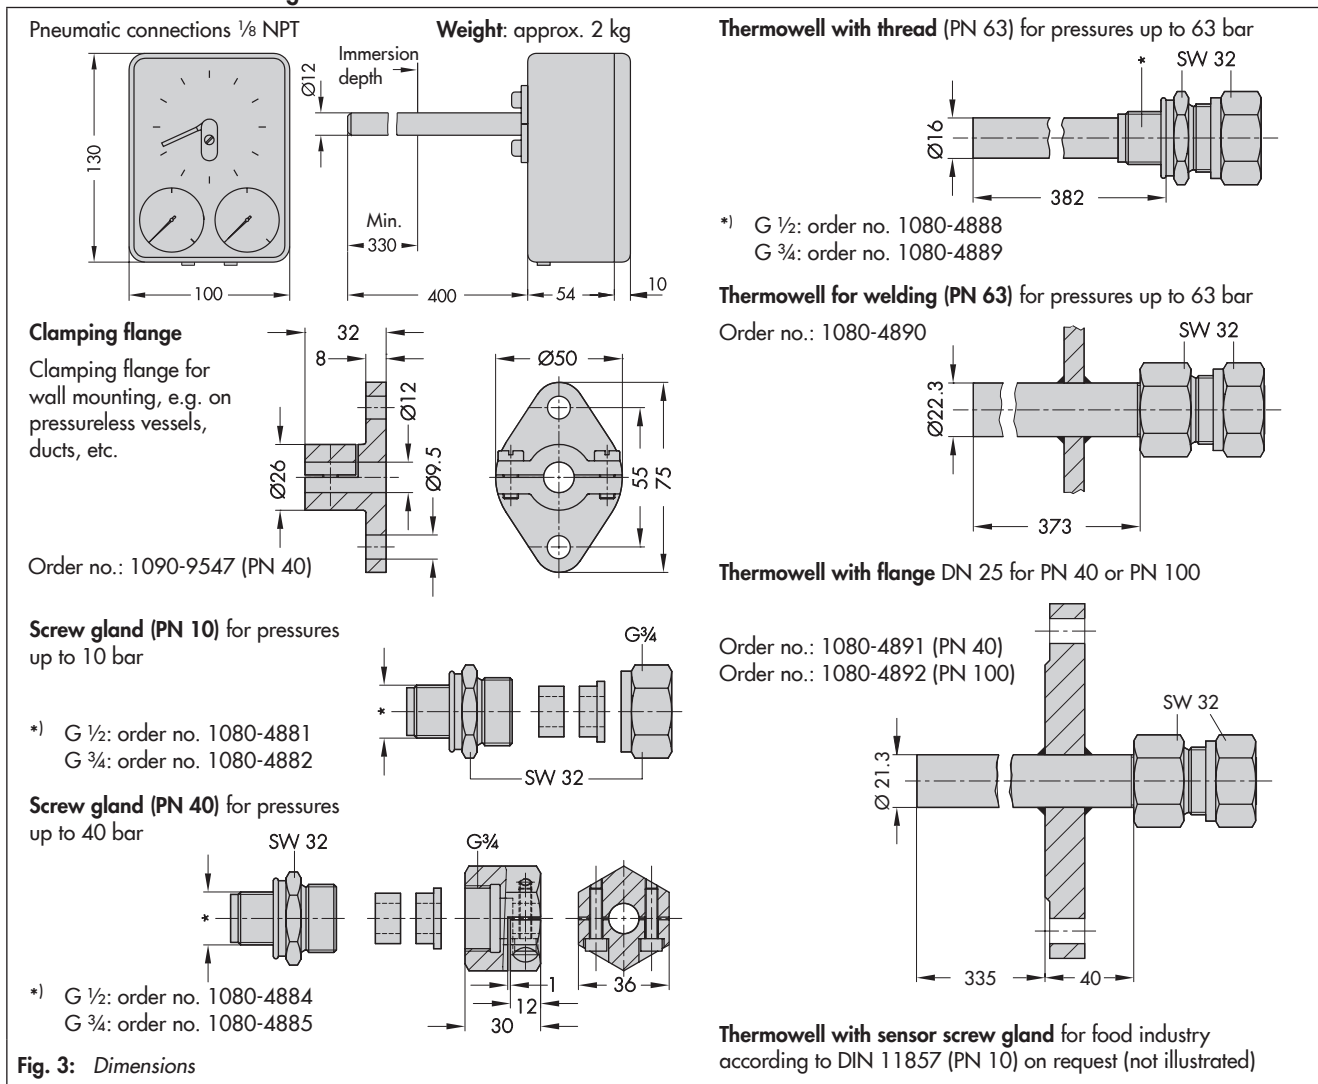 Pneumatic connections ⅛ NPT
Weight: approx. 2 kg
Immersion
depth
Ø12
130
Min.
330
100
400
54
10
Clamping flange
Clamping flange for
wall mounting, e.g. on
pressureless vessels,
ducts, etc.
32
8
Ø12
Ø26
Ø9.5
Ø50
55
75
Order no.: 1090-9547 (PN 40)
Screw gland (PN 10) for pressures
up to 10 bar
G¾
*
*) G ½: order no. 1080-4881
G ¾: order no. 1080-4882
SW 32
Screw gland (PN 40) for pressures
up to 40 bar
SW 32
G¾
*
1
12
30
36
*) G ½: order no. 1080-4884
G ¾: order no. 1080-4885
Fig. 3: Dimensions
Thermowell with thread (PN 63) for pressures up to 63 bar
*
SW 32
Ø16
382
*) G ½: order no. 1080-4888
G ¾: order no. 1080-4889
Thermowell for welding (PN 63) for pressures up to 63 bar
Order no.: 1080-4890
SW 32
Ø22.3
373
Thermowell with flange DN 25 for PN 40 or PN 100
Order no.: 1080-4891 (PN 40)
Order no.: 1080-4892 (PN 100)
SW 32
Ø 21.3
335
40
Thermowell with sensor screw gland for food industry
according to DIN 11857 (PN 10) on request (not illustrated)